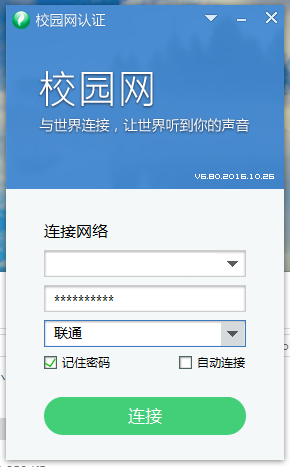 校园网认证
校园网
与世界连接，让世界听到你的声音
V6.80.2016.10.26
连接网络
**********
联通
记住密码
自动连接
连接